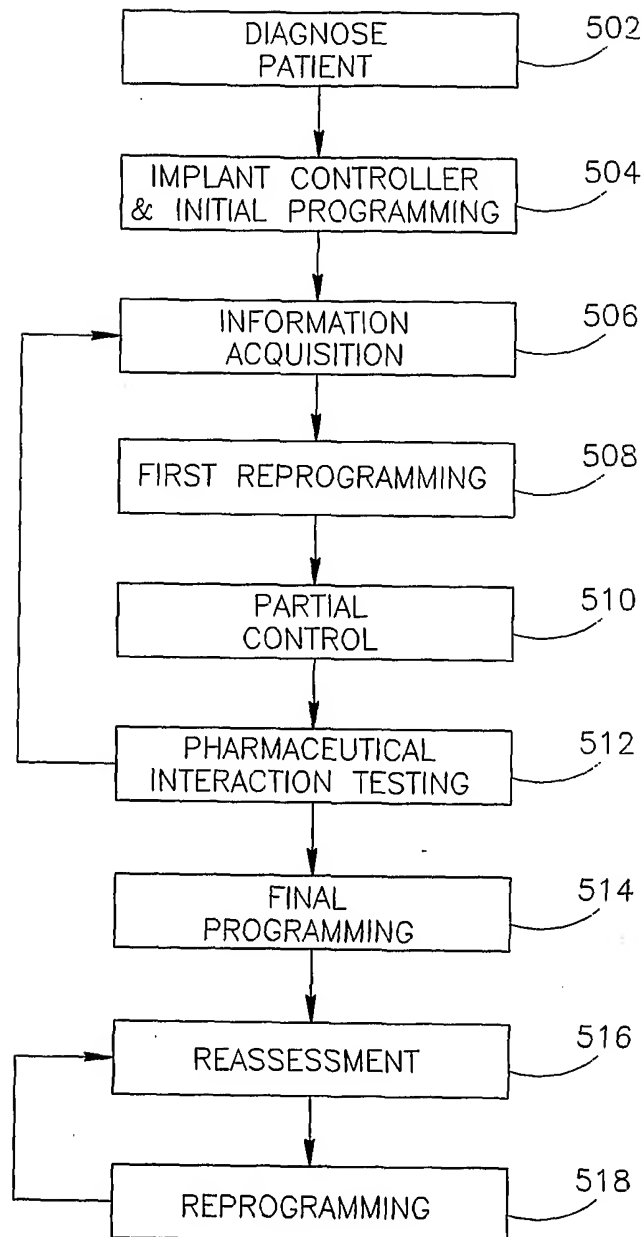 DIAGNOSE
PATIENT
502
IMPLANT CONTROLLER
& INITIAL PROGRAMMING
504
INFORMATION
ACQUISITION
506
FIRST REPROGRAMMING
508
PARTIAL
CONTROL
510
PHARMACEUTICAL
INTERACTION TESTING
512
FINAL
PROGRAMMING
514
REASSESSMENT
516
REPROGRAMMING
518